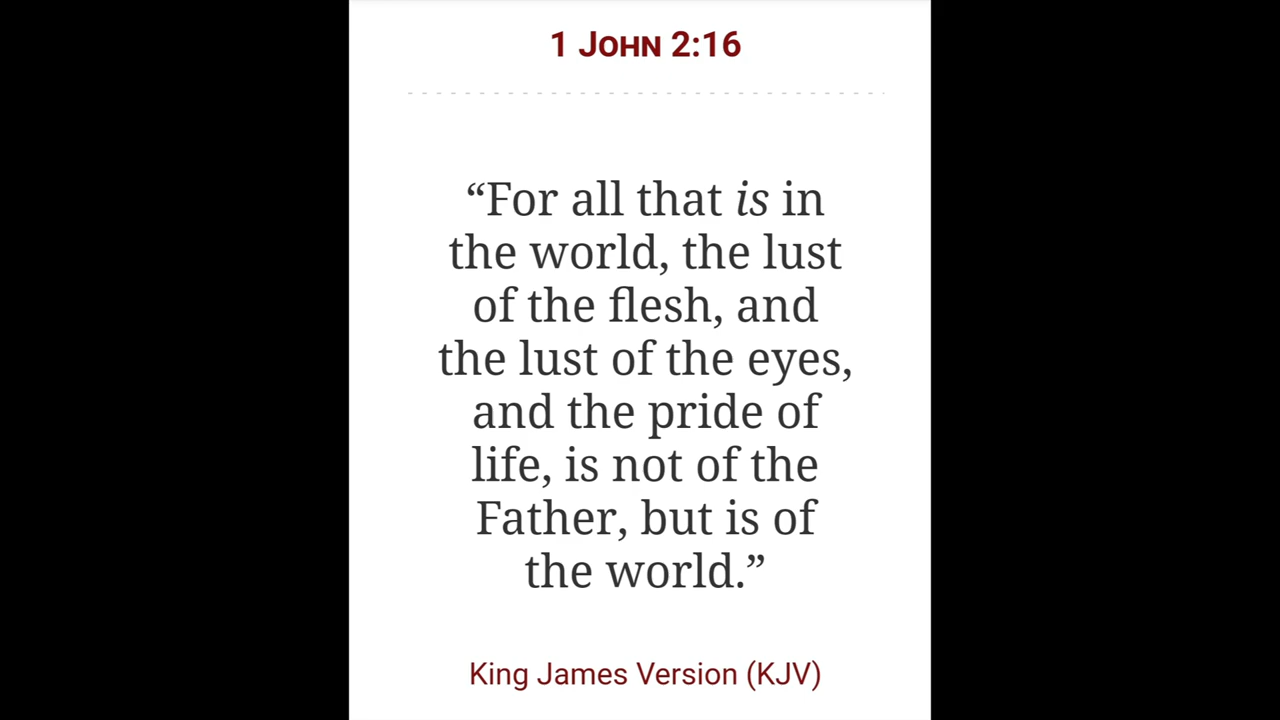 1 John 2:16
“For all that is in
the world, the lust
of the flesh, and
the lust of the eyes,
and the pride of
life, is not of the
Father, but is of
the world.”
King James Version (KJV)